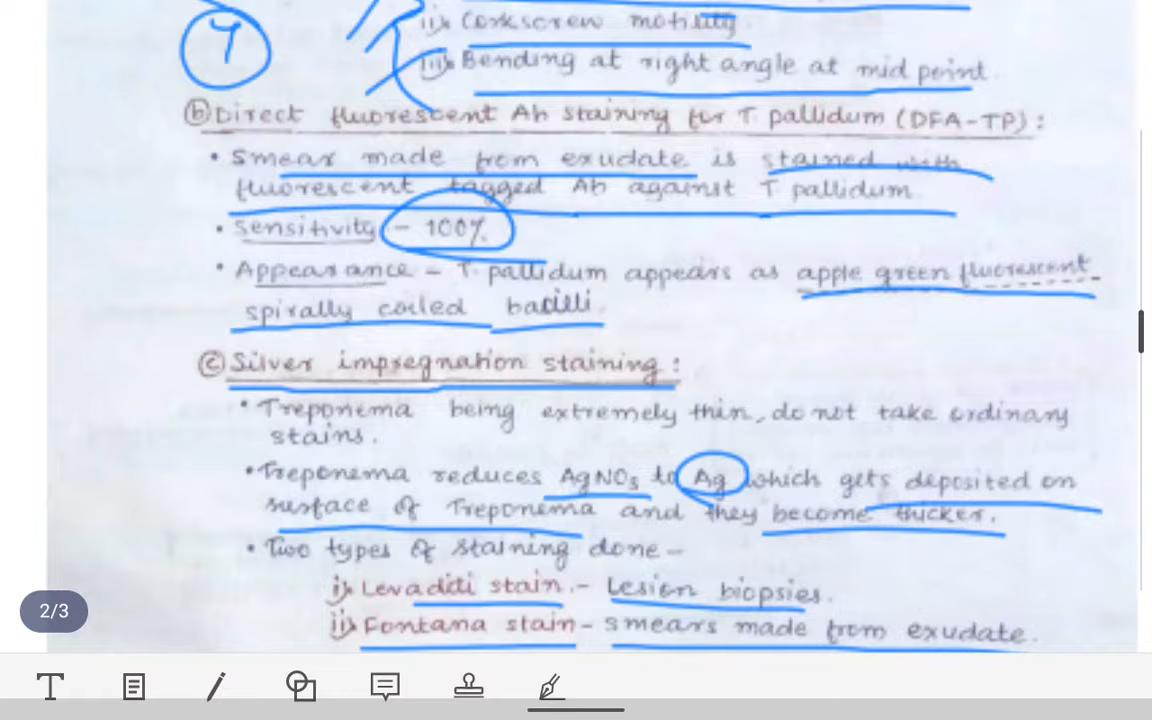 ii) Corkscrew motility
iii) Bending at right angle at mid point.
4
(b) Direct fluorescent Ab staining for T. pallidum (DFA-TP) :
• Smear made from exudate is stained with
fluorescent tagged Ab against T pallidum.
• Sensitivity - 100%
• Appearance - T. pallidum appears as apple green fluorescent
spirally coiled bacilli.
(c) Silver impregnation staining :
• Treponema being extremely thin, do not take ordinary
stains.
• Treponema reduces AgNO3 to Ag which gets deposited on
surface of Treponema and they become thicker.
• Two types of staining done -
i) Levaditi stain - Lesion biopsies.
ii) Fontana stain - smears made from exudate.
2/3
T